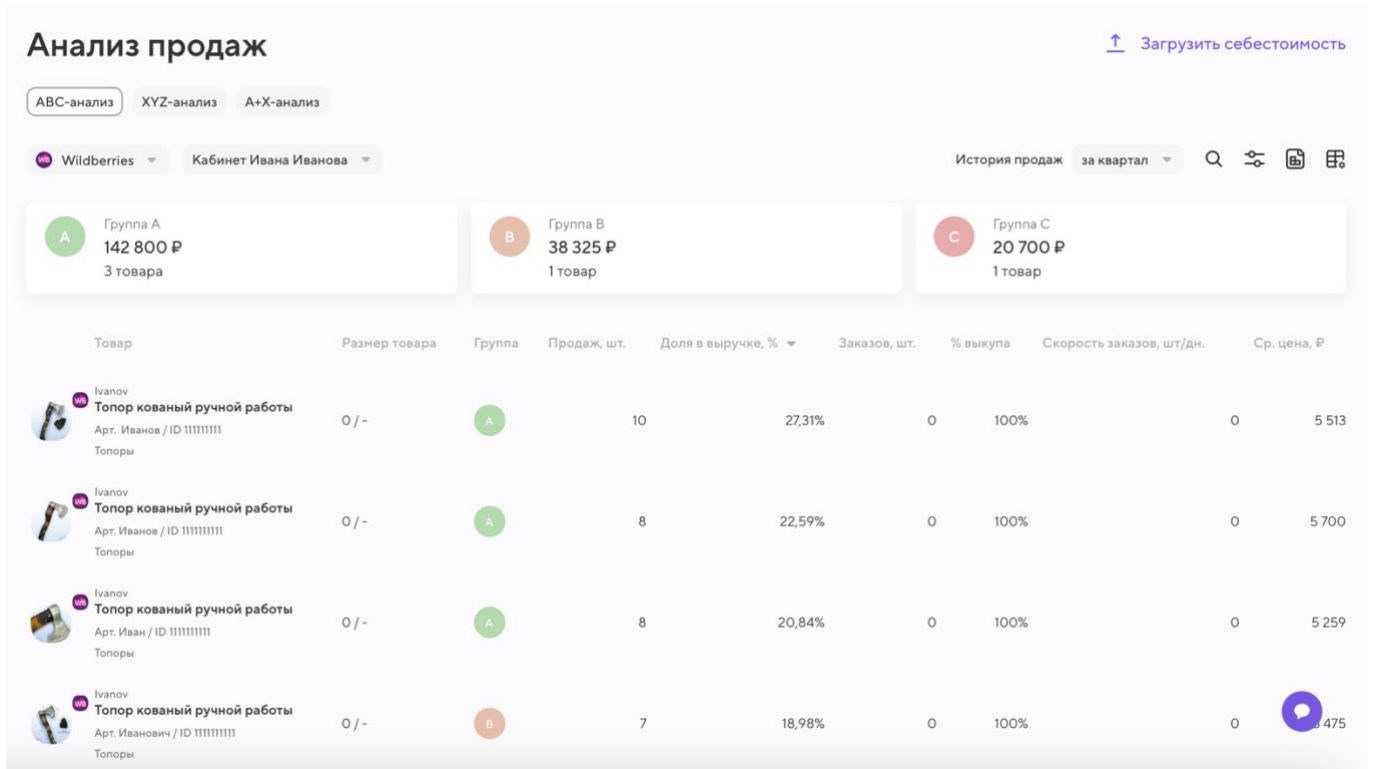 Анализ продаж
Загрузить себестоимость
АВС-анализ XYZ-анализ А+Х-анализ
WB Wildberries Кабинет Ивана Иванова История продаж за квартал
A Группа А
142 800 ₽
3 товара
B Группа В
38 325 ₽
1 товар
C Группа С
20 700 ₽
1 товар
Товар Размер товара Группа Продаж, шт. Доля в выручке, % Заказов, шт. % выкупа Скорость заказов, шт/дн. Ср. цена, ₽
Ivanov
WB Топор кованый ручной работы
Арт. Иванов / ID 111111111
Топоры
0 / - A 10 27,31% 0 100% 0 5 513
Ivanov
WB Топор кованый ручной работы
Арт. Иванов / ID 1111111111
Топоры
0 / - A 8 22,59% 0 100% 0 5 700
Ivanov
WB Топор кованый ручной работы
Арт. Иван / ID 1111111111
Топоры
0 / - A 8 20,84% 0 100% 0 5 259
Ivanov
WB Топор кованый ручной работы
Арт. Иванович / ID 1111111111
Топоры
0 / - B 7 18,98% 0 100% 0 475